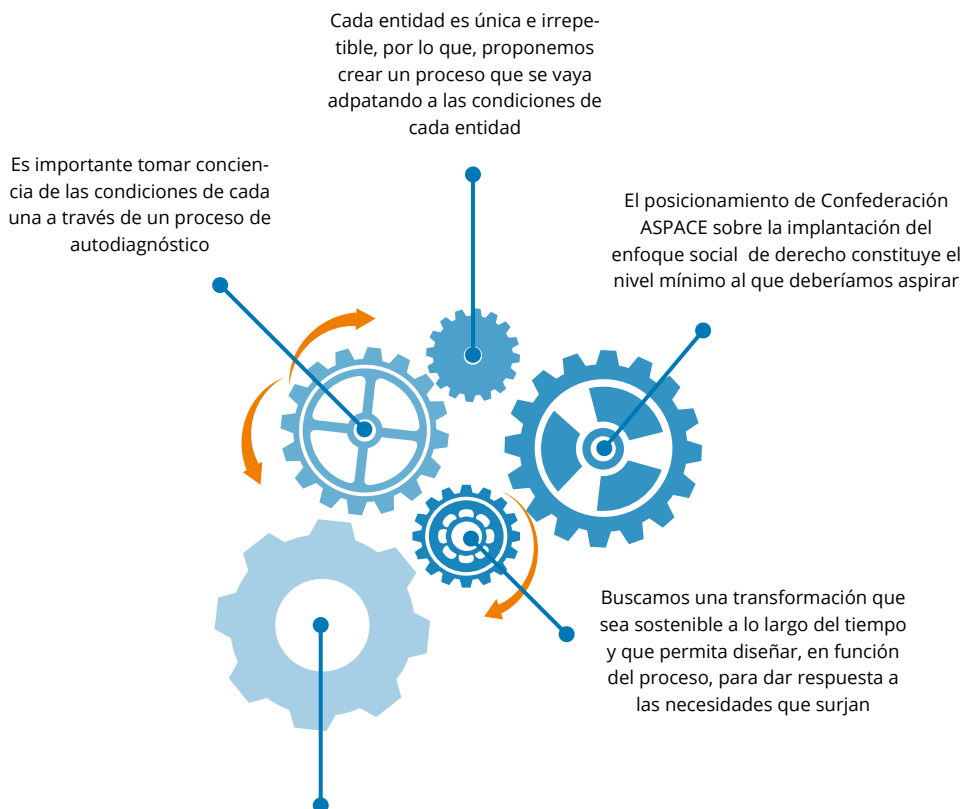 Cada entidad es única e irrepe-
tible, por lo que, proponemos
crear un proceso que se vaya
adpatando a las condiciones de
cada entidad
Es importante tomar concien-
cia de las condiciones de cada
una a través de un proceso de
autodiagnóstico
El posicionamiento de Confederación
ASPACE sobre la implantación del
enfoque social  de derecho constituye el
nivel mínimo al que deberíamos aspirar
Buscamos una transformación que
sea sostenible a lo largo del tiempo
y que permita diseñar, en función
del proceso, para dar respuesta a
las necesidades que surjan